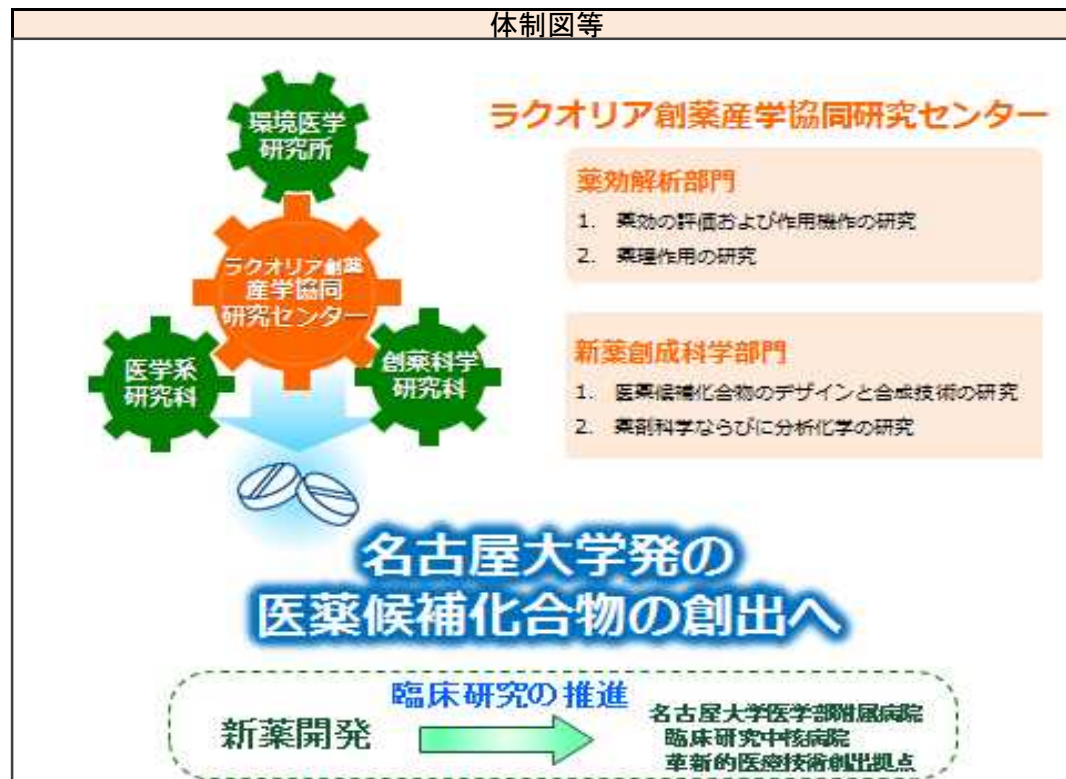 体制図等
環境医学
研究所
ラクオリア創薬
産学協同
研究センター
医学系
研究科
創薬科学
研究科
ラクオリア創薬産学協同研究センター
薬効解析部門
1. 薬効の評価および作用機作の研究
2. 薬理作用の研究
新薬創成科学部門
1. 医薬候補化合物のデザインと合成技術の研究
2. 薬剤科学ならびに分析化学の研究
名古屋大学発の
医薬候補化合物の創出へ
臨床研究の推進
新薬開発
名古屋大学医学部附属病院
臨床研究中核病院
革新的医療技術創出拠点